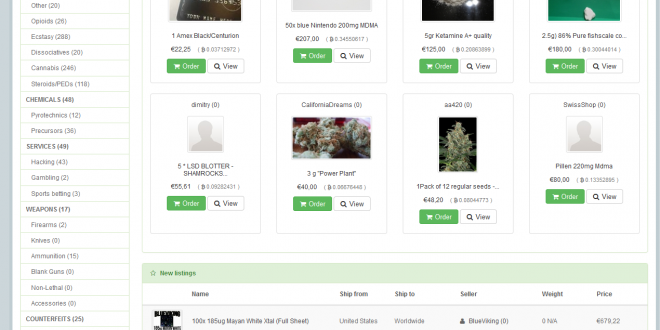 Other (20)
Opioids (26)
Ecstasy (288)
Dissociatives (20)
Cannabis (246)
Steroids/PEDs (118)
CHEMICALS (48)
Pyrotechnics (12)
Precursors (36)
SERVICES (49)
Hacking (43)
Gambling (2)
Sports betting (3)
WEAPONS (17)
Firearms (2)
Knives (0)
Ammunition (15)
Blank Guns (0)
Non-Lethal (0)
Accessories (0)
COUNTERFEITS (25)
1 Amex Black/Centurion
€22,25 ( ฿ 0.03712972 )
Order View
50x blue Nintendo 200mg MDMA
€207,00 ( ฿ 0.34550617 )
Order View
5gr Ketamine A+ quality
€125,00 ( ฿ 0.20863899 )
Order View
2.5g) 86% Pure fishscale co...
€180,00 ( ฿ 0.30044014 )
Order View
dimitry (0)
5 * LSD BLOTTER -
SHAMROCKS...
€55,61 ( ฿ 0.09282431 )
Order View
CaliforniaDreams (0)
3 g "Power Plant"
€40,00 ( ฿ 0.06676448 )
Order View
aa420 (0)
1Pack of 12 regular seeds -...
€48,20 ( ฿ 0.08044773 )
Order View
SwissShop (0)
Pillen 220mg Mdma
€80,00 ( ฿ 0.13352895 )
Order View
New listings
Name Ship from Ship to Seller Weight Price
100x 185ug Mayan White Xtal (Full Sheet) United States Worldwide BlueViking (0) 0 N/A €579,22